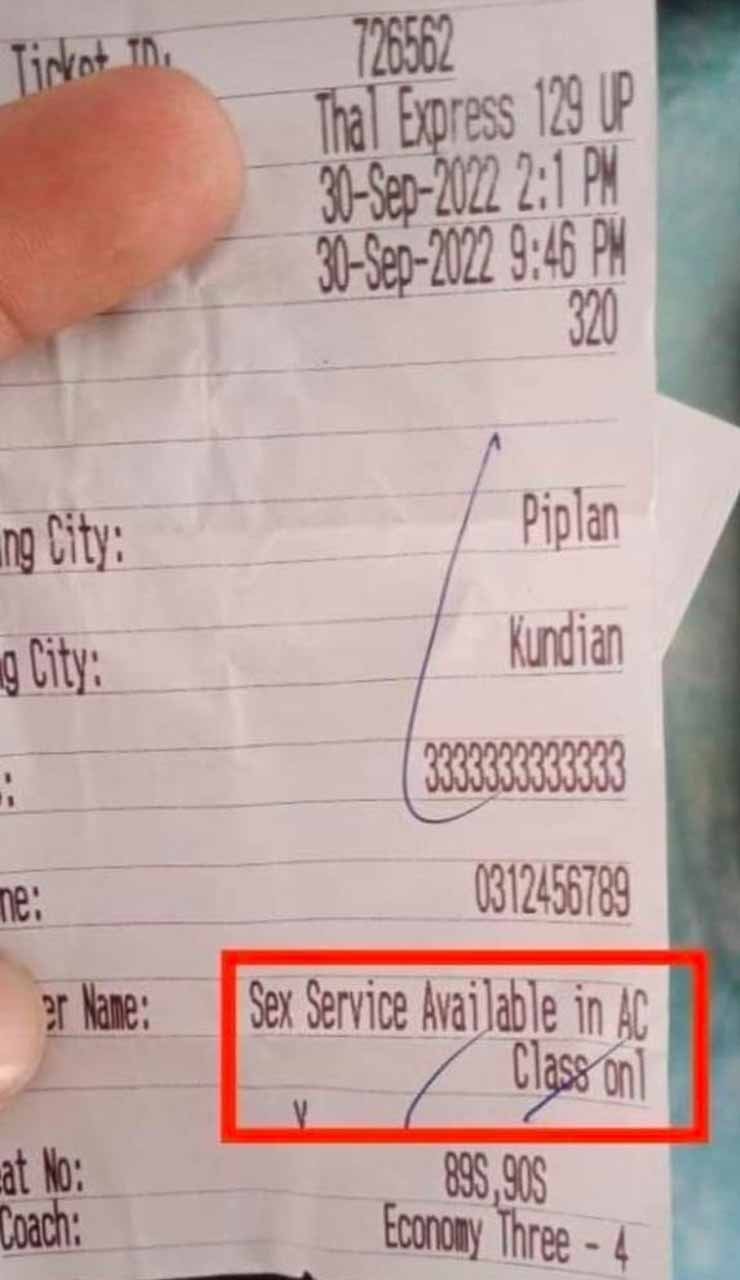 Ticket ID: 726562
Thal Express 129 UP
30-Sep-2022 2:1 PM
30-Sep-2022 9:46 PM
320
ng City: Piplan
g City: Kundian
: 3333333333333
ne: 0312456789
er Name: Sex Service Available in AC
Class onl
y
at No: 89S,90S
Coach: Economy Three - 4